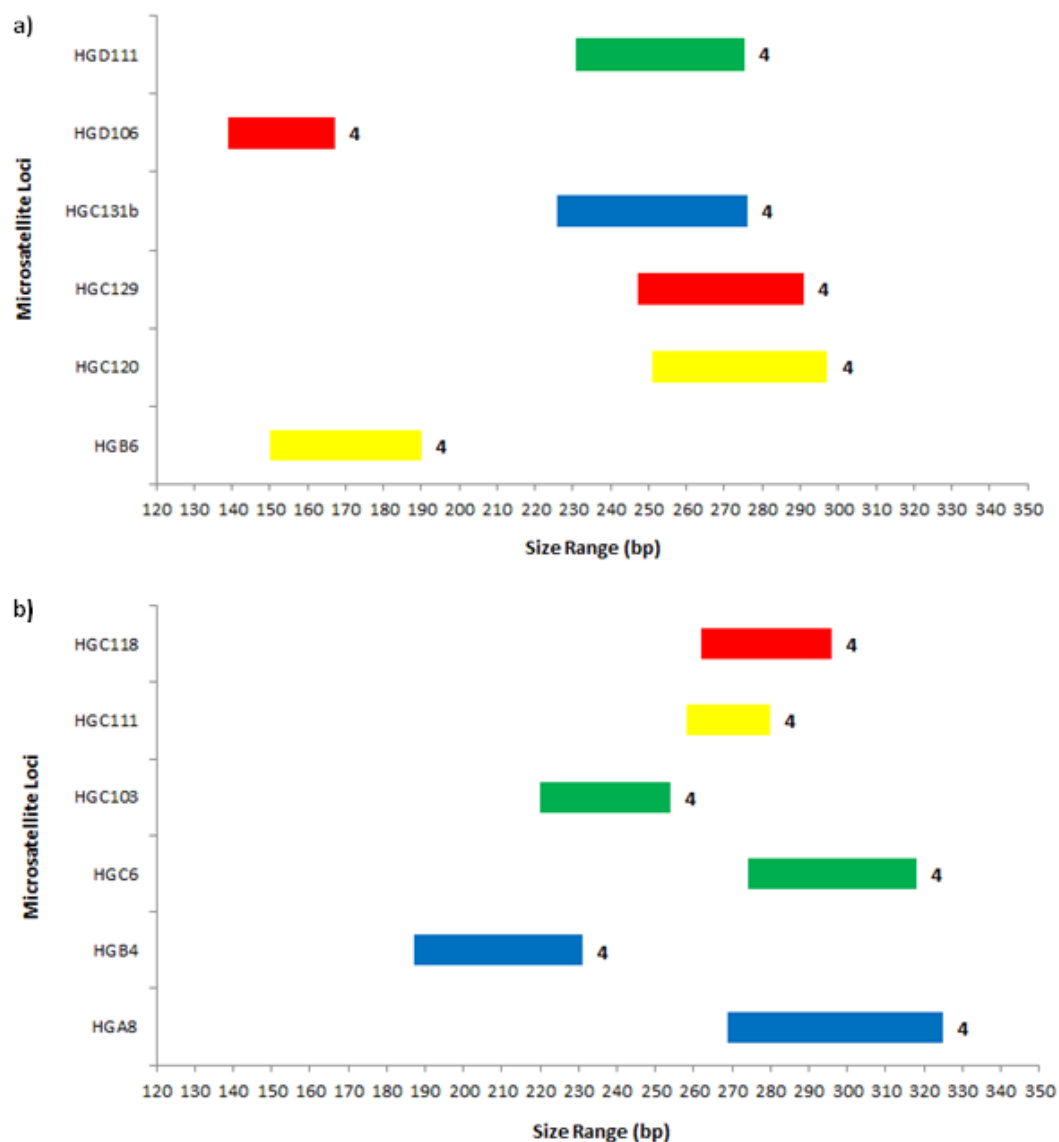 a)
Microsatellite Loci
HGD111
4
HGD106
4
HGC131b
4
HGC129
4
HGC120
4
HGB6
4
120 130 140 150 160 170 180 190 200 210 220 230 240 250 260 270 280 290 300 310 320 330 340 350
Size Range (bp)
b)
Microsatellite Loci
HGC118
4
HGC111
4
HGC103
4
HGC6
4
HGB4
4
HGA8
4
120 130 140 150 160 170 180 190 200 210 220 230 240 250 260 270 280 290 300 310 320 330 340 350
Size Range (bp)